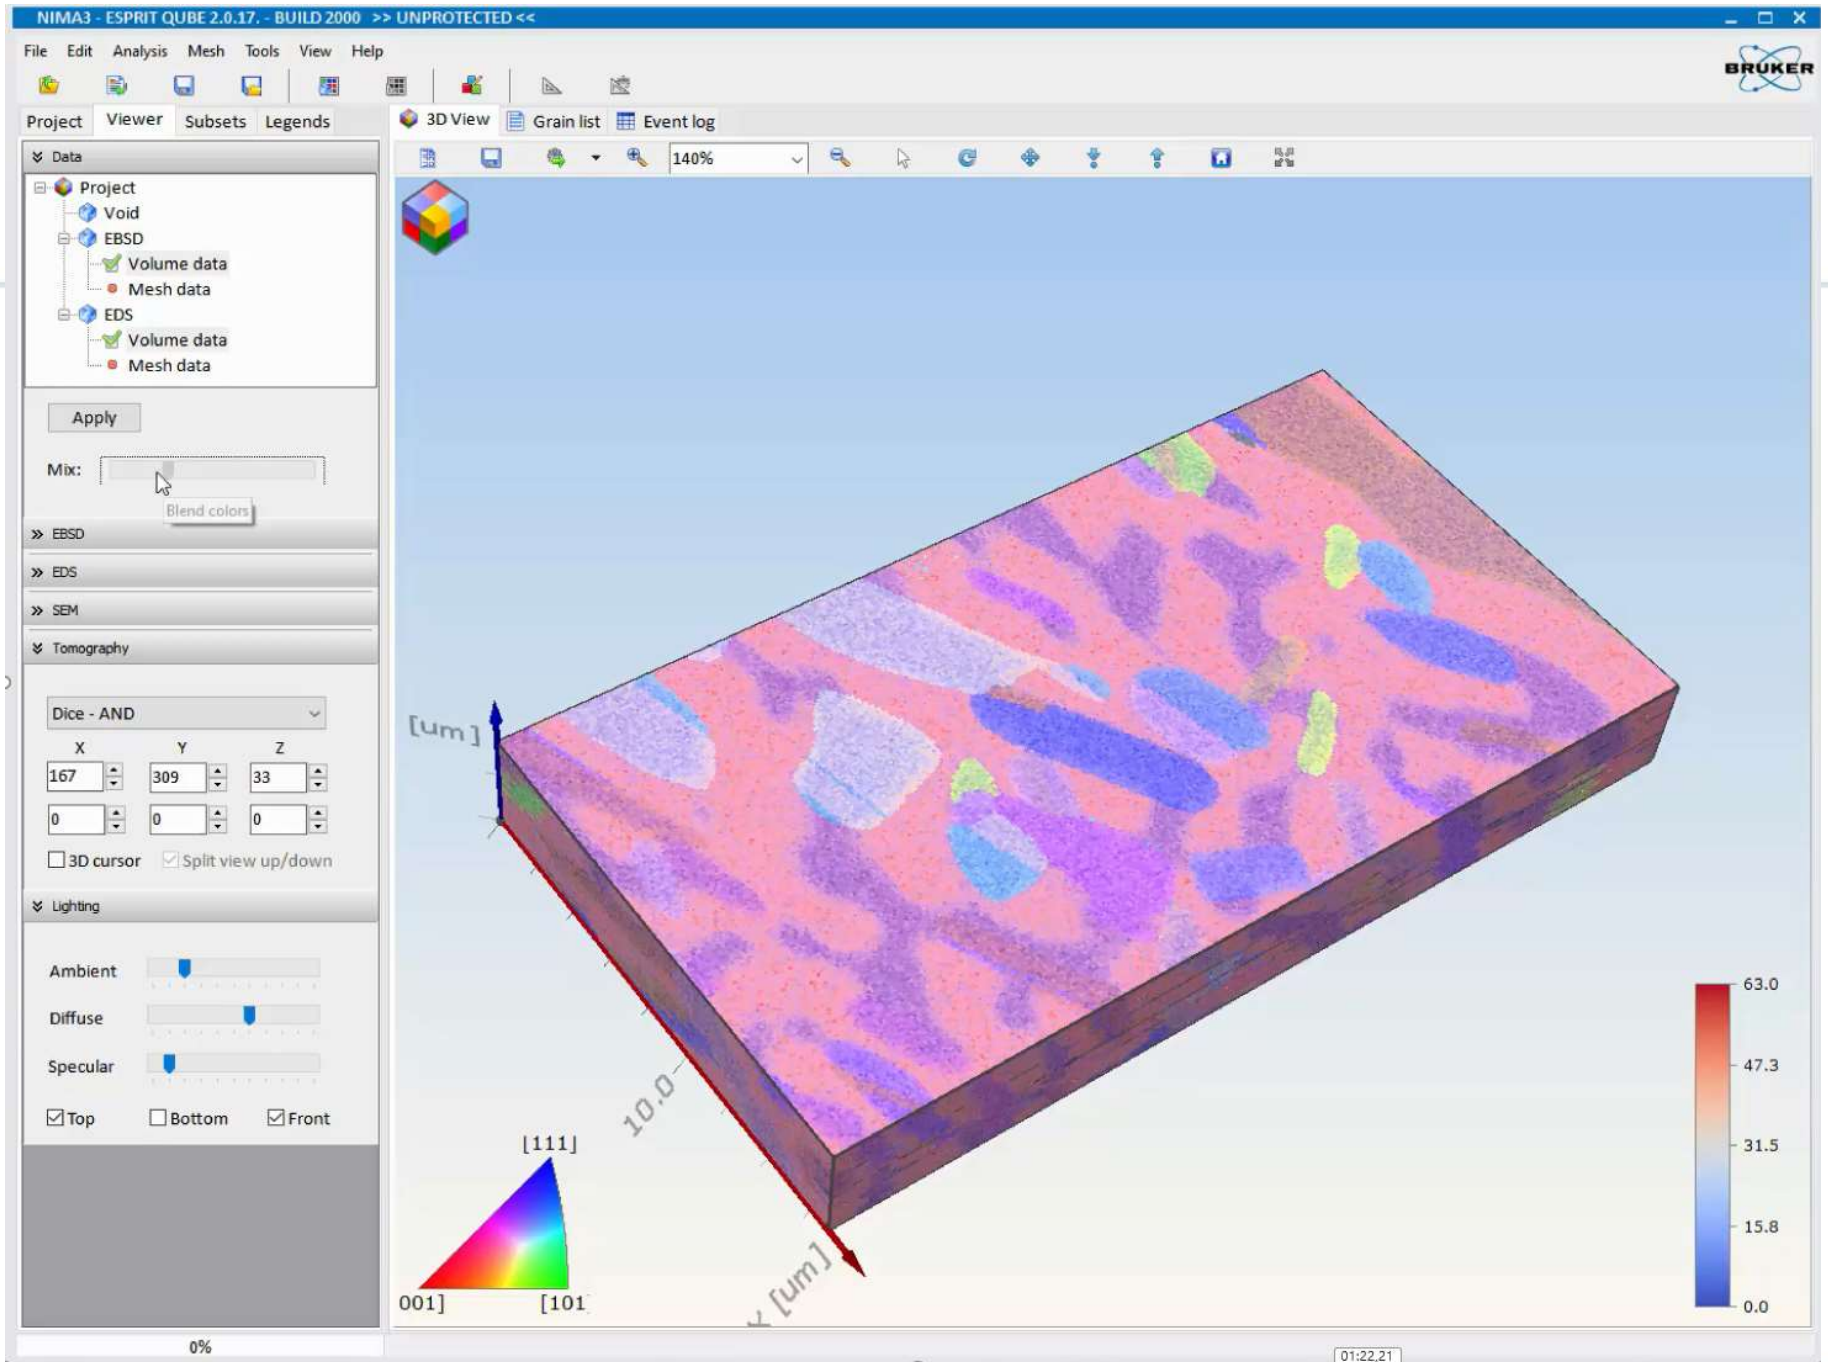 NIMA3 - ESPRIT QUBE 2.0.17. - BUILD 2000 >> UNPROTECTED <<
File Edit Analysis Mesh Tools View Help
BRUKER
Project Viewer Subsets Legends
3D View Grain list Event log
Data
140%
Project
Void
EBSD
Volume data
Mesh data
EDS
Volume data
Mesh data
Apply
Mix:
Blend colors
EBSD
EDS
SEM
Tomography
Dice - AND
X Y Z
167 309 33
0 0 0
3D cursor Split view up/down
Lighting
Ambient
Diffuse
Specular
Top Bottom Front
0%
[um]
10.0
[um]
[111]
001] [101
63.0
47.3
31.5
15.8
0.0
01:22,21